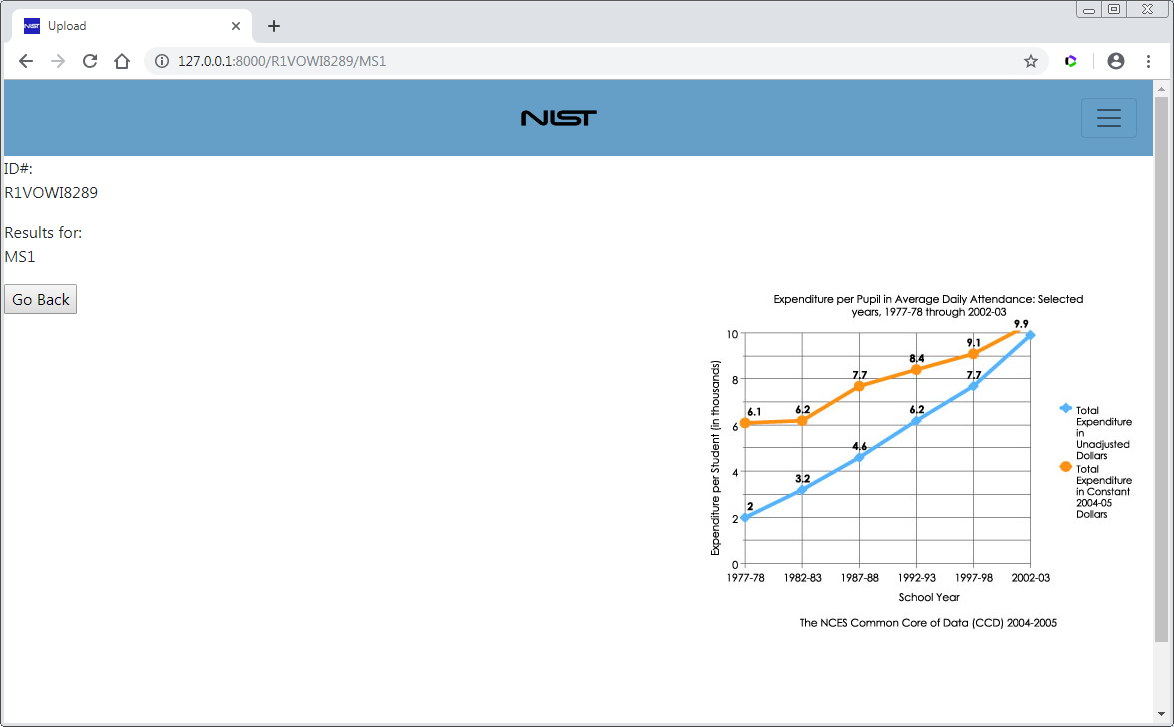 NIST Upload
127.0.0.1:8000/R1VOWI8289/MS1
NIST
ID#:
R1VOWI8289
Results for:
MS1
Go Back
Expenditure per Pupil in Average Daily Attendance: Selected
years, 1977-78 through 2002-03
Expenditure per Student (in thousands)
10
8
6
4
2
0
6.1
6.2
7.7
8.4
9.1
9.9
2
3.2
4.6
6.2
7.7
1977-78 1982-83 1987-88 1992-93 1997-98 2002-03
School Year
Total
Expenditure
in
Unadjusted
Dollars
Total
Expenditure
in Constant
2004-05
Dollars
The NCES Common Core of Data (CCD) 2004-2005